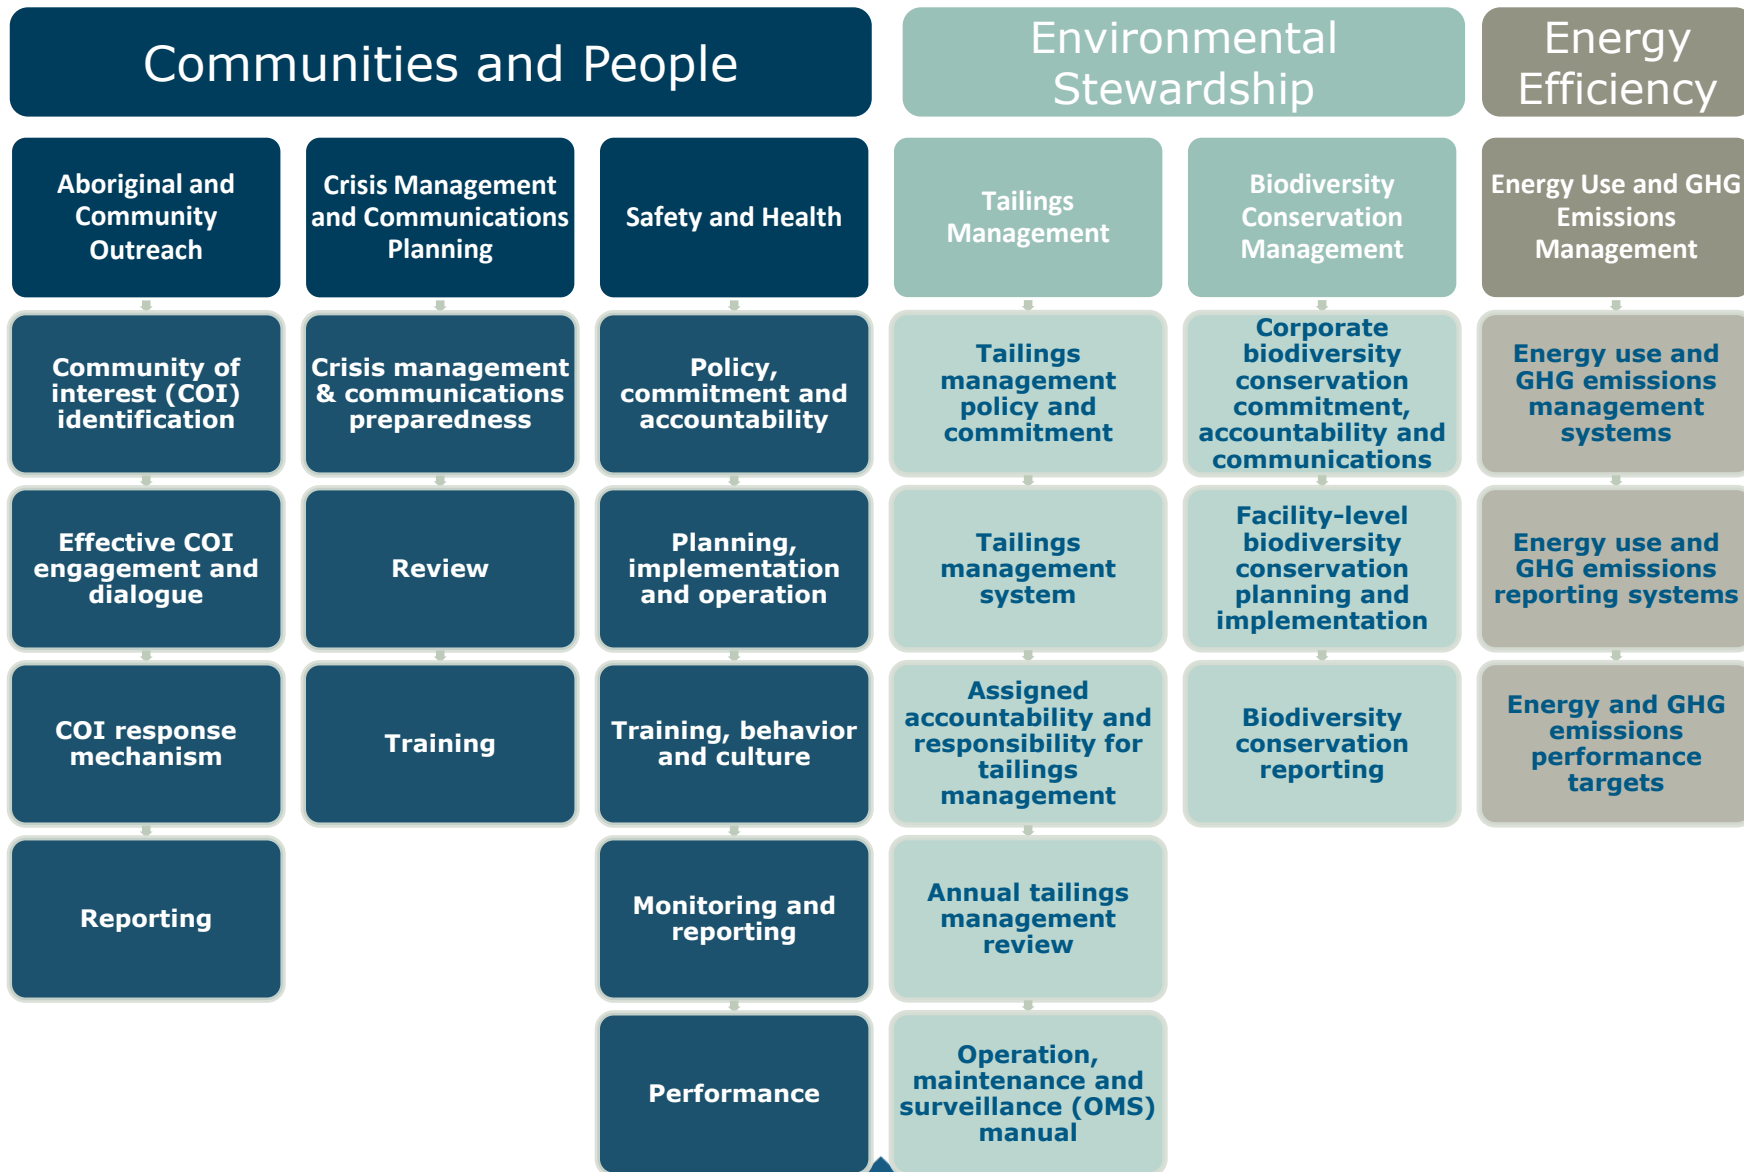 Communities and People
Environmental
Stewardship
Energy
Efficiency
Aboriginal and
Community
Outreach
Community of
interest (COI)
identification
Effective COI
engagement and
dialogue
COI response
mechanism
Reporting
Crisis Management
and Communications
Planning
Crisis management
& communications
preparedness
Review
Training
Safety and Health
Policy,
commitment and
accountability
Planning,
implementation
and operation
Training, behavior
and culture
Monitoring and
reporting
Performance
Tailings
Management
Tailings
management
policy and
commitment
Tailings
management
system
Assigned
accountability and
responsibility for
tailings
management
Annual tailings
management
review
Operation,
maintenance and
surveillance (OMS)
manual
Biodiversity
Conservation
Management
Corporate
biodiversity
conservation
commitment,
accountability and
communications
Facility-level
biodiversity
conservation
planning and
implementation
Biodiversity
conservation
reporting
Energy Use and GHG
Emissions
Management
Energy use and
GHG emissions
management
systems
Energy use and
GHG emissions
reporting systems
Energy and GHG
emissions
performance
targets